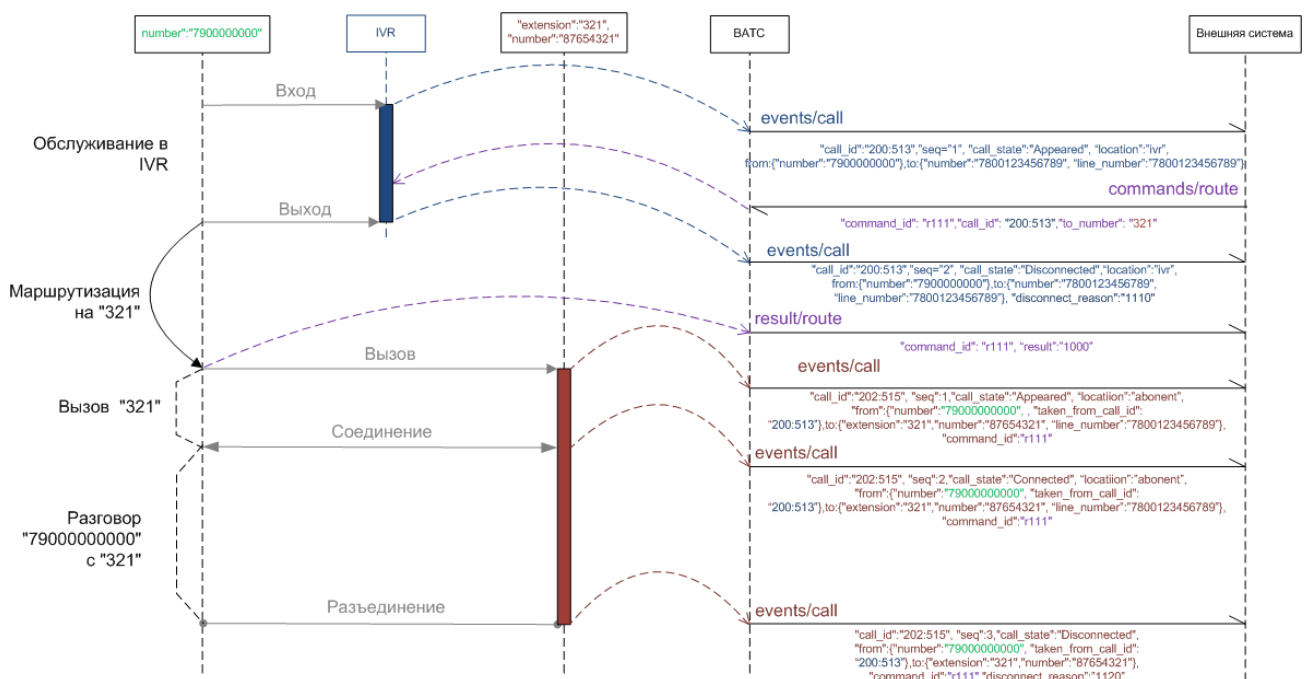 number":"7900000000"
IVR
"extension":"321",
"number":"87654321"
ВАТС
Внешняя система
Вход
events/call
Обслуживание в
IVR
"call_id":"200:513","seq="1", "call_state":"Appeared", "location":"ivr",
from:{"number":"7900000000"},to:{"number":"7800123456789", "line_number":"7800123456789"}
commands/route
Выход
"command_id": "r111","call_id": "200:513","to_number": "321"
events/call
"call_id":"200:513","seq="2", "call_state":"Disconnected","location":"ivr",
from:{"number":"7900000000"},to:{"number":"7800123456789",
"line_number":"7800123456789"}, "disconnect_reason":"1110"
Маршрутизация
на "321"
result/route
"command_id": "r111", "result":"1000"
Вызов
events/call
Вызов "321"
"call_id":"202:515", "seq":1,"call_state":"Appeared", "locatiion":"abonent",
"from":{"number":"79000000000", , "taken_from_call_id":
"200:513"},to:{"extension":"321","number":"87654321", "line_number":"7800123456789"},
"command_id":"r111"
Соединение
events/call
"call_id":"202:515", "seq":2,"call_state":"Connected", "locatiion":"abonent",
"from":{"number":"79000000000", "taken_from_call_id":
"200:513"},to:{"extension":"321","number":"87654321", "line_number":"7800123456789"},
"command_id":"r111"
Разговор
"79000000000"
с "321"
Разъединение
events/call
"call_id":"202:515", "seq":3,"call_state":"Disconnected",
"from":{"number":"79000000000", "taken_from_call_id":
"200:513"},to:{"extension":"321","number":"87654321"},
"command_id":"r111","disconnect_reason":"1120"